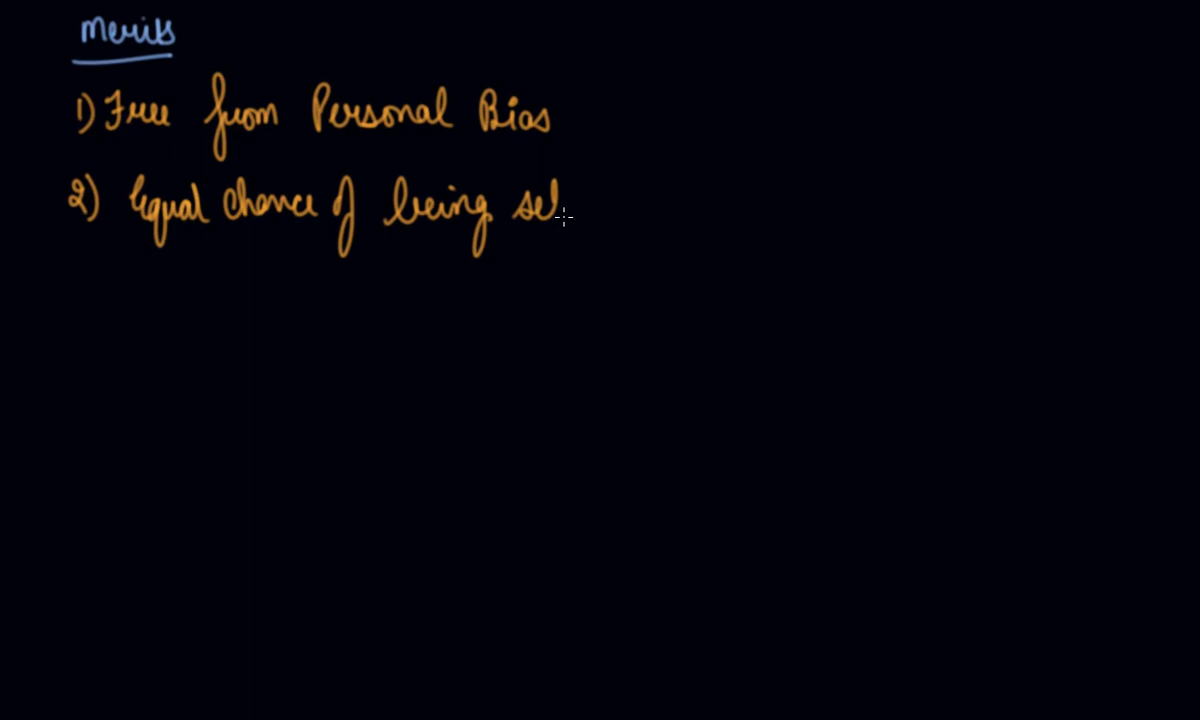 Merits
1) Free from Personal Bias
2) Equal chance of being sel